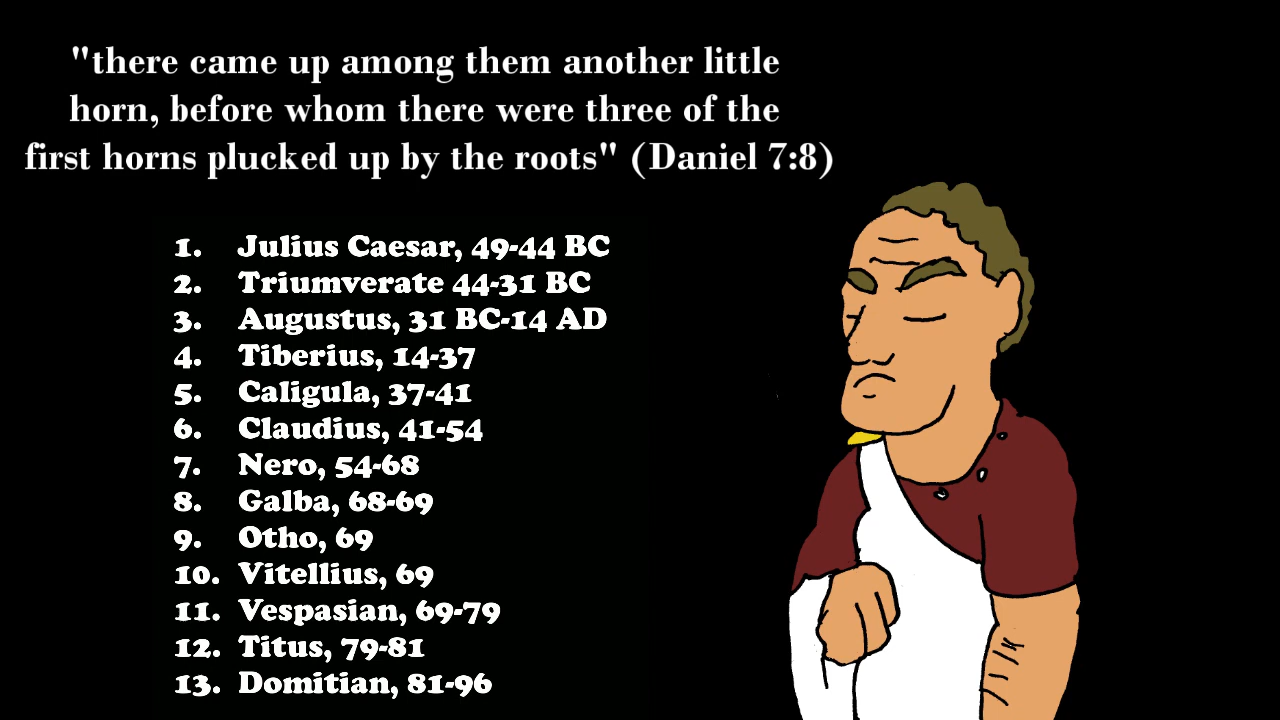 "there came up among them another little
horn, before whom there were three of the
first horns plucked up by the roots" (Daniel 7:8)
1. Julius Caesar, 49-44 BC
2. Triumverate 44-31 BC
3. Augustus, 31 BC-14 AD
4. Tiberius, 14-37
5. Caligula, 37-41
6. Claudius, 41-54
7. Nero, 54-68
8. Galba, 68-69
9. Otho, 69
10. Vitellius, 69
11. Vespasian, 69-79
12. Titus, 79-81
13. Domitian, 81-96